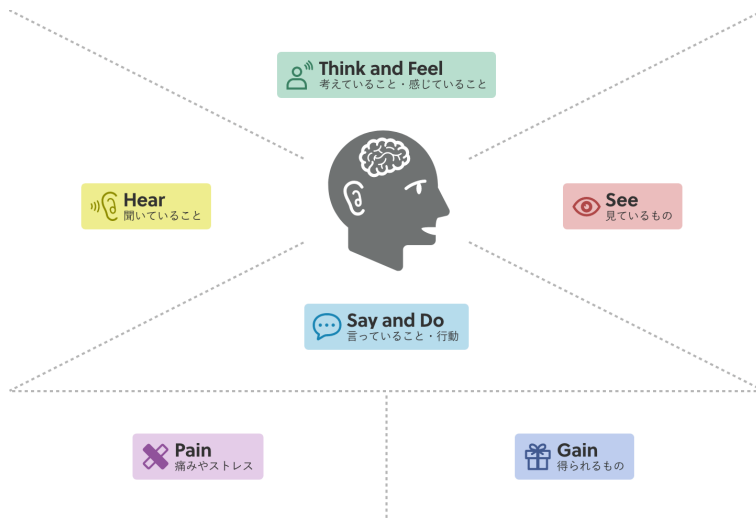 Think and Feel
考えていること・感じていること
Hear
聞いていること
See
見ているもの
Say and Do
言っていること・行動
Pain
痛みやストレス
Gain
得られるもの